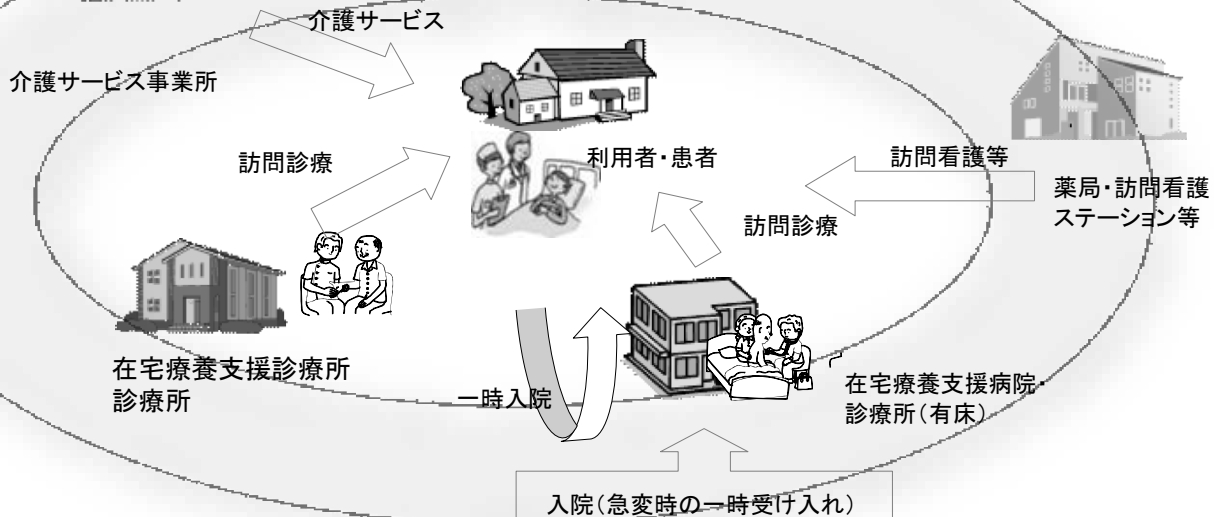 介護サービス
介護サービス事業所
訪問診療
利用者・患者
訪問看護等
薬局・訪問看護
ステーション等
訪問診療
在宅療養支援診療所
診療所
一時入院
在宅療養支援病院・
診療所(有床)
入院(急変時の一時受け入れ)